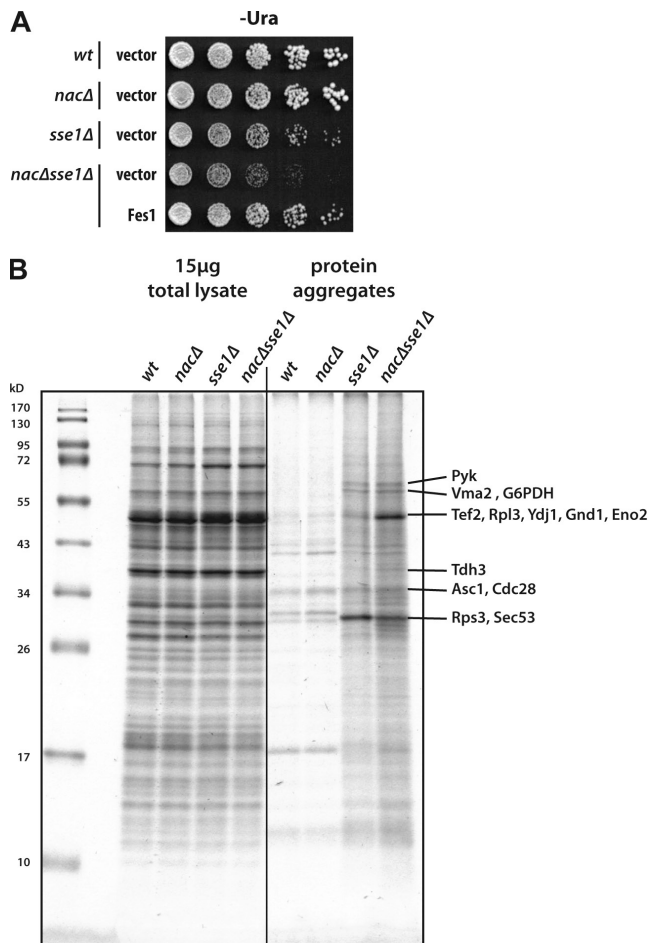 A
-Ura
wt vector
nacΔ vector
sse1Δ vector
nacΔsse1Δ vector
Fes1
B
15μg
total lysate
protein
aggregates
wt nacΔ sse1Δ nacΔsse1Δ wt nacΔ sse1Δ nacΔsse1Δ
kD
170
130
95
72
55
43
34
26
17
10
Pyk
Vma2 , G6PDH
Tef2, Rpl3, Ydj1, Gnd1, Eno2
Tdh3
Asc1, Cdc28
Rps3, Sec53